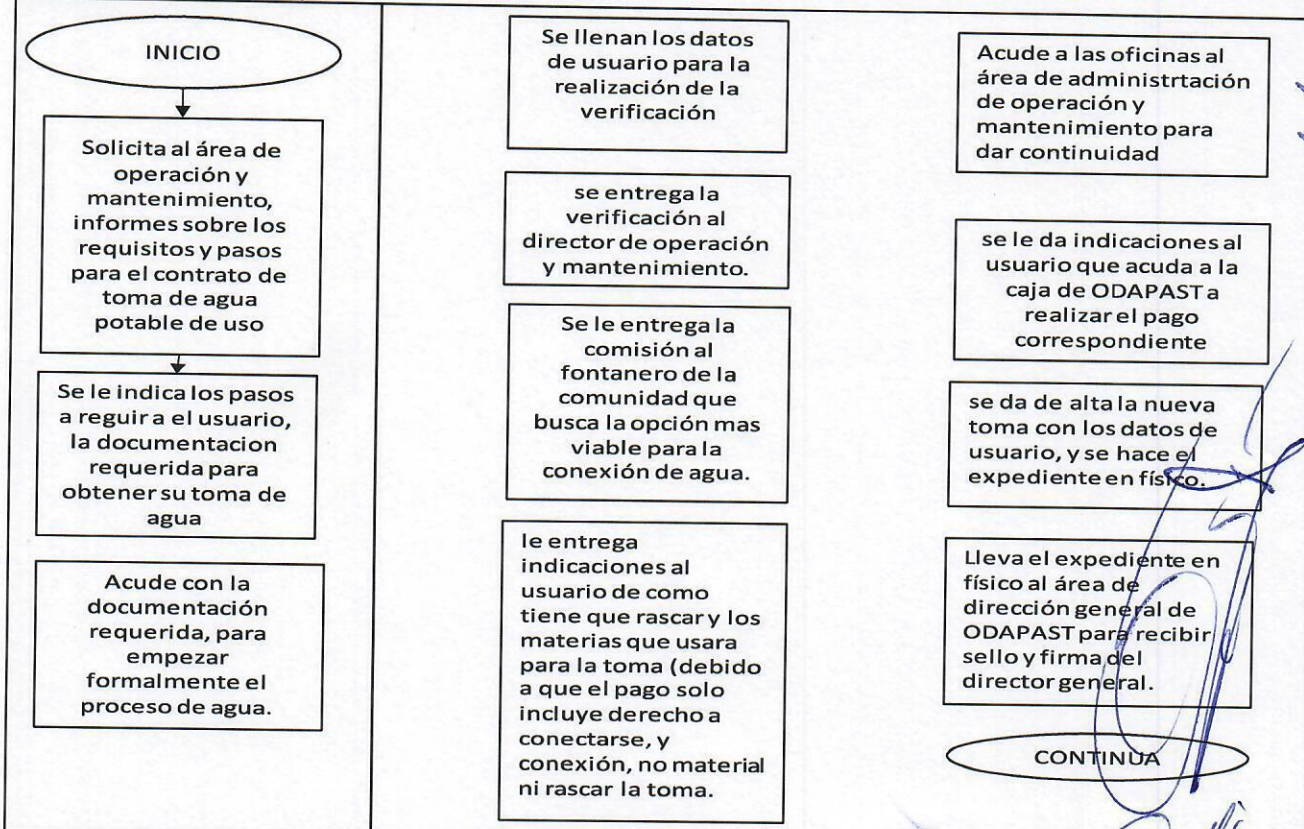 INICIO
Solicita al área de
operación y
mantenimiento,
informes sobre los
requisitos y pasos
para el contrato de
toma de agua
potable de uso
Se le indica los pasos
a reguir a el usuario,
la documentacion
requerida para
obtener su toma de
agua
Acude con la
documentación
requerida, para
empezar
formalmente el
proceso de agua.
Se llenan los datos
de usuario para la
realización de la
verificación
se entrega la
verificación al
director de operación
y mantenimiento.
Se le entrega la
comisión al
fontanero de la
comunidad que
busca la opción mas
viable para la
conexión de agua.
le entrega
indicaciones al
usuario de como
tiene que rascar y los
materias que usara
para la toma (debido
a que el pago solo
incluye derecho a
conectarse, y
conexión, no material
ni rascar la toma.
Acude a las oficinas al
área de administrtación
de operación y
mantenimiento para
dar continuidad
se le da indicaciones al
usuario que acuda a la
caja de ODAPAST a
realizar el pago
correspondiente
se da de alta la nueva
toma con los datos de
usuario, y se hace el
expediente en físico.
Lleva el expediente en
físico al área de
dirección general de
ODAPAST para recibir
sello y firma del
director general.
CONTINUA